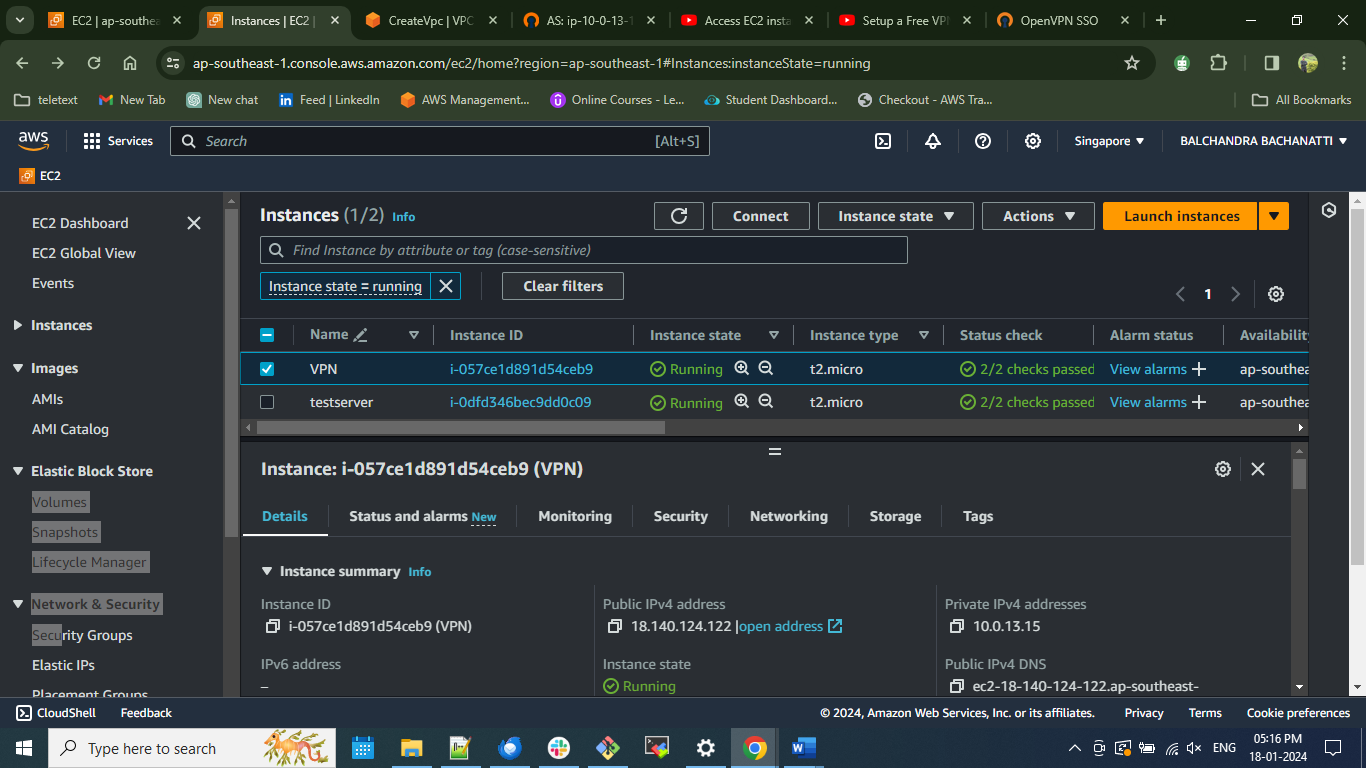 EC2 | ap-southea
Instances | EC2 |
CreateVpc | VPC
AS: ip-10-0-13-1
Access EC2 insta
Setup a Free VPN
OpenVPN SSO
ap-southeast-1.console.aws.amazon.com/ec2/home?region=ap-southeast-1#Instances:instanceState=running
teletext
New Tab
New chat
Feed | LinkedIn
AWS Management...
Online Courses - Le...
Student Dashboard...
Checkout - AWS Tra...
All Bookmarks
aws
Services
Search
[Alt+S]
Singapore
BALCHANDRA BACHANATTI
EC2
EC2 Dashboard
EC2 Global View
Events
Instances
Images
AMIs
AMI Catalog
Elastic Block Store
Volumes
Snapshots
Lifecycle Manager
Network & Security
Security Groups
Elastic IPs
Placement Groups
Instances (1/2) Info
Connect
Instance state
Actions
Launch instances
Find Instance by attribute or tag (case-sensitive)
Instance state = running
Clear filters
1
Name Instance ID Instance state Instance type Status check Alarm status Availability
VPN i-057ce1d891d54ceb9 Running t2.micro 2/2 checks passed View alarms ap-southea
testserver i-0dfd346bec9dd0c09 Running t2.micro 2/2 checks passed View alarms ap-southea
Instance: i-057ce1d891d54ceb9 (VPN)
Details
Status and alarms New
Monitoring
Security
Networking
Storage
Tags
Instance summary Info
Instance ID
i-057ce1d891d54ceb9 (VPN)
Public IPv4 address
18.140.124.122 |open address
Private IPv4 addresses
10.0.13.15
IPv6 address
–
Instance state
Running
Public IPv4 DNS
ec2-18-140-124-122.ap-southeast-
CloudShell
Feedback
© 2024, Amazon Web Services, Inc. or its affiliates.
Privacy
Terms
Cookie preferences
Type here to search
ENG
05:16 PM
18-01-2024